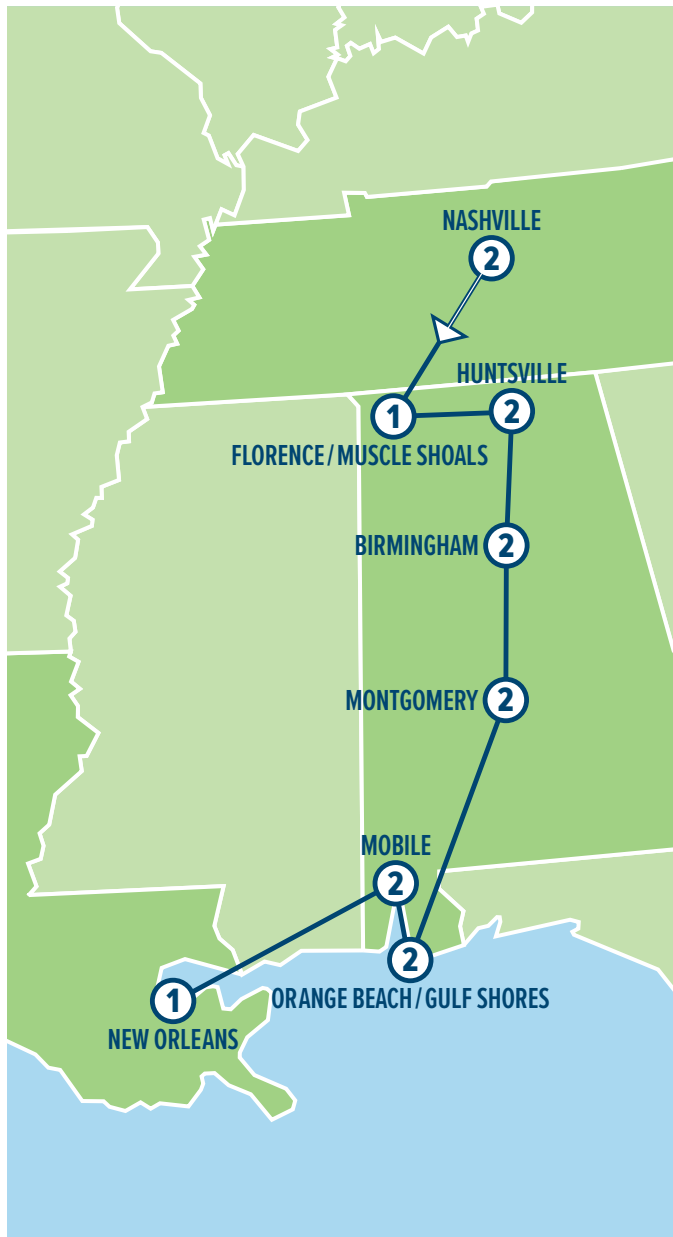 NASHVILLE
2
HUNTSVILLE
1
2
FLORENCE / MUSCLE SHOALS
BIRMINGHAM 2
MONTGOMERY 2
MOBILE
2
2
ORANGE BEACH / GULF SHORES
1
NEW ORLEANS